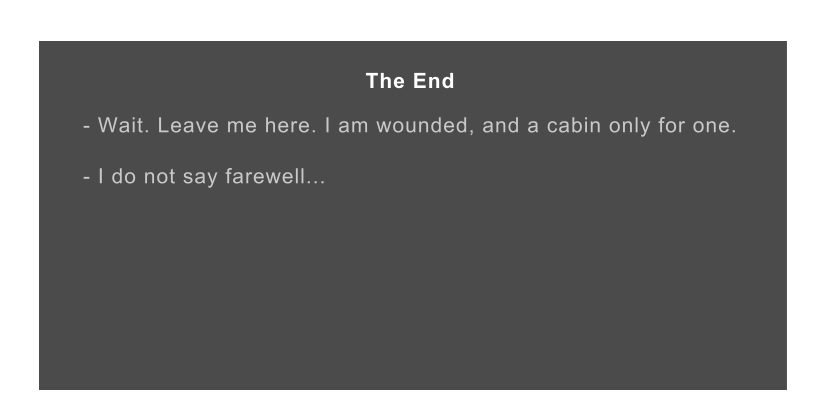 The End
- Wait. Leave me here. I am wounded, and a cabin only for one.
- I do not say farewell...